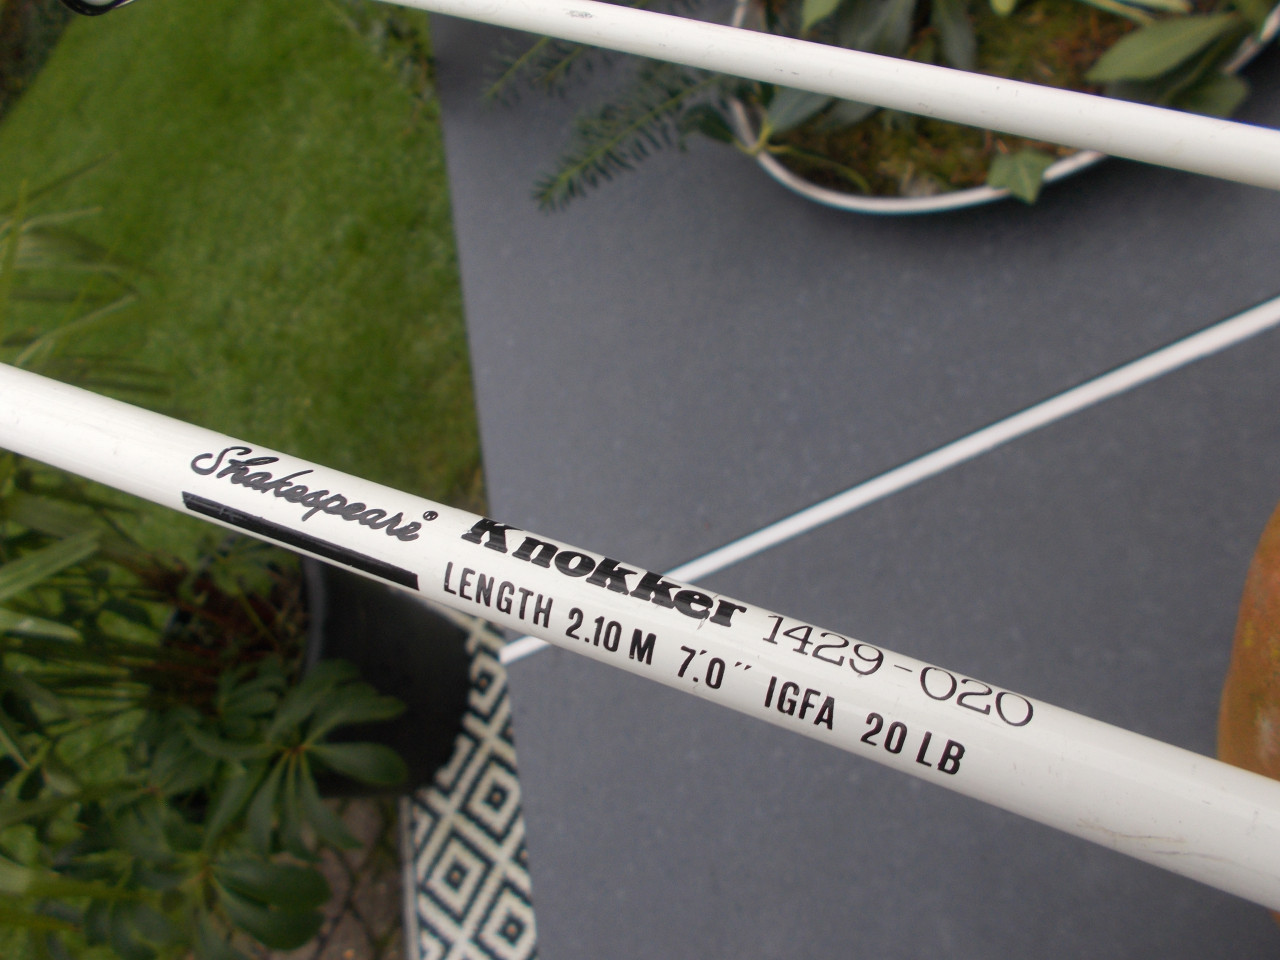 Shakespeare® Knokker 1429-020
LENGTH 2.10 M 7'0" IGFA 20 LB